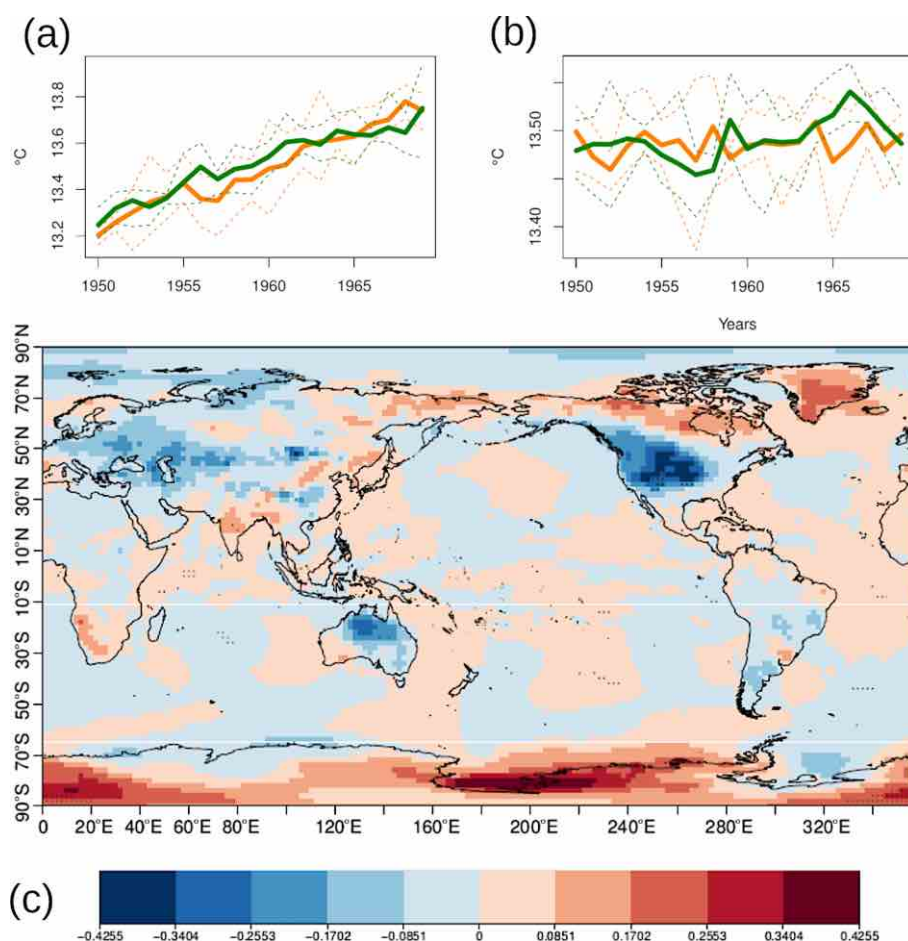 (a)
(b)
°C
13.2 13.4 13.6 13.8
1950 1955 1960 1965
°C
13.40 13.50
1950 1955 1960 1965
Years
90°N
70°N
50°N
30°N
10°N
10°S
30°S
50°S
70°S
90°S
0 20°E 60°E 120°E 160°E 200°E 240°E 280°E 320°E
(c)
−0.4255 −0.3404 −0.2553 −0.1702 −0.0851 0 0.0851 0.1702 0.2553 0.3404 0.4255